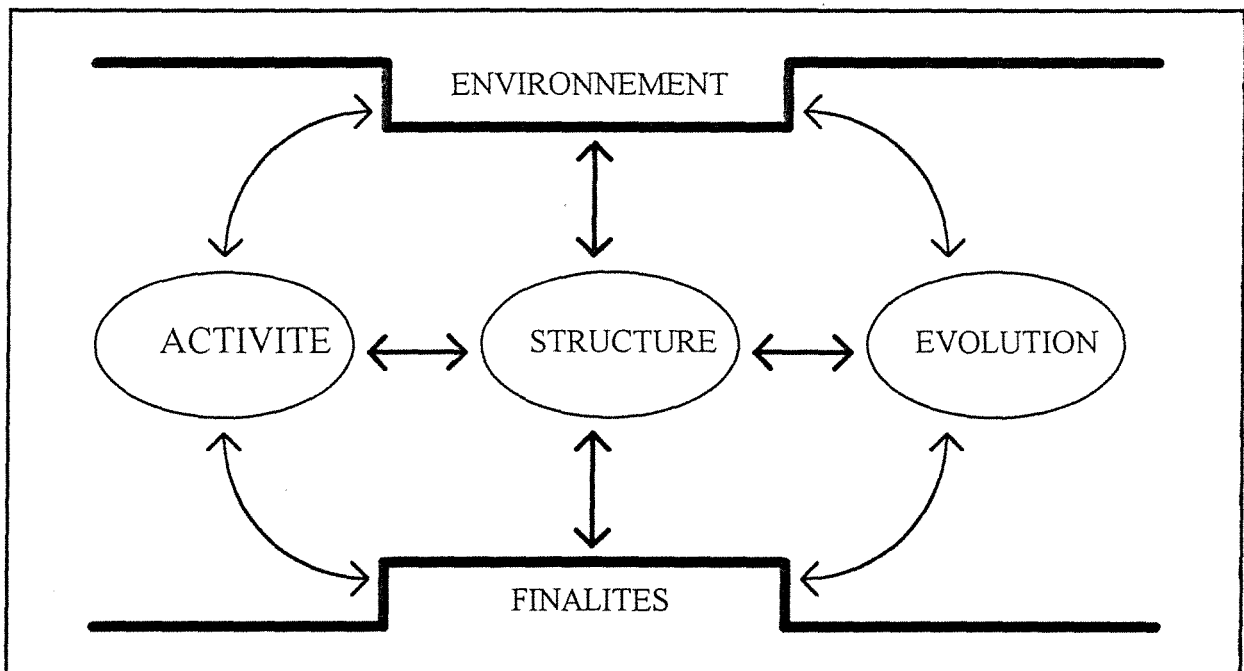 ENVIRONNEMENT
ACTIVITE
STRUCTURE
EVOLUTION
FINALITES